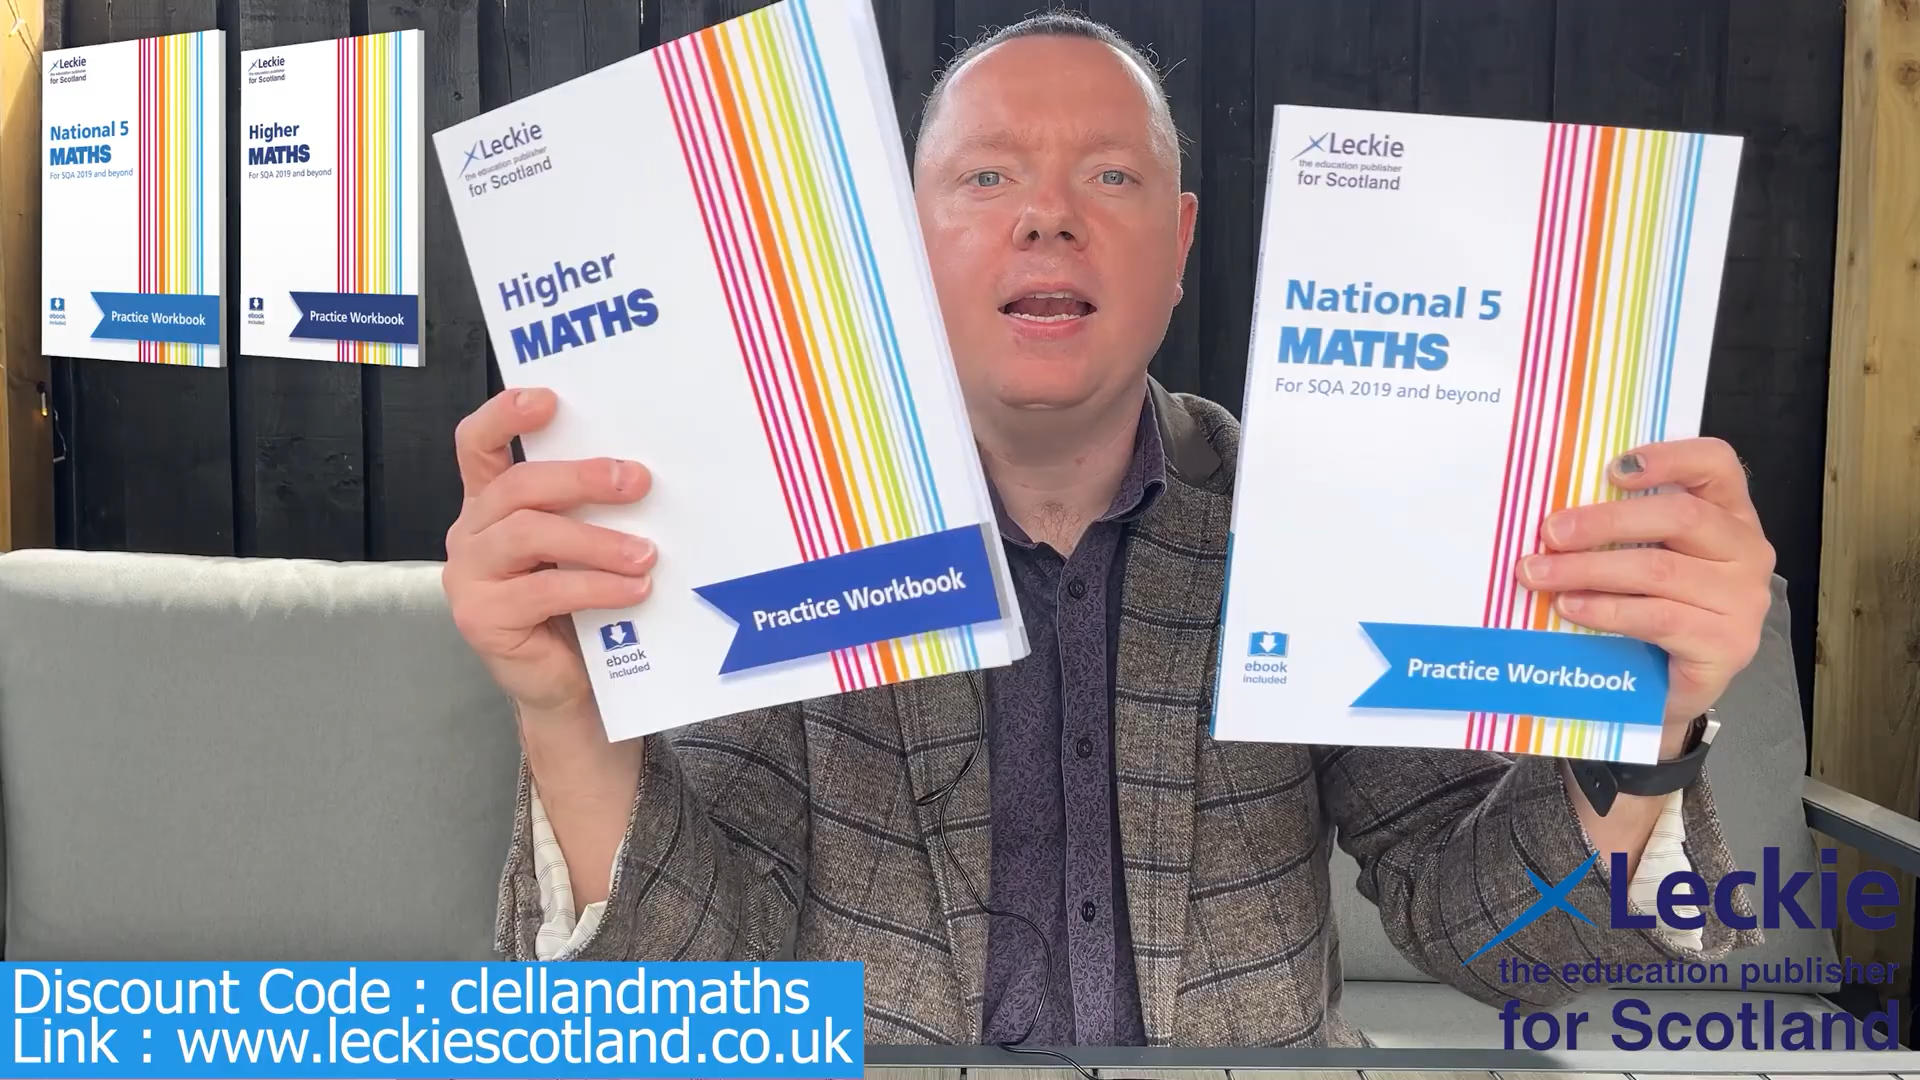 Leckie
the education publisher
for Scotland
National 5
MATHS
For SQA 2019 and beyond
ebook
included
Practice Workbook
Leckie
the education publisher
for Scotland
Higher
MATHS
For SQA 2019 and beyond
ebook
included
Practice Workbook
Leckie
the education publisher
for Scotland
Higher
MATHS
ebook
included
Practice Workbook
Leckie
the education publisher
for Scotland
National 5
MATHS
For SQA 2019 and beyond
ebook
included
Practice Workbook
Discount Code : clellandmaths
Link : www.leckiescotland.co.uk
Leckie
the education publisher
for Scotland